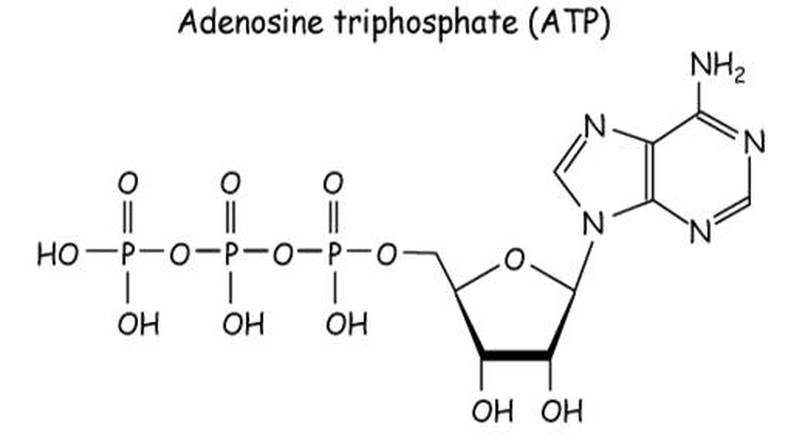 Adenosine triphosphate (ATP)
NH2
N N
N N
O O O
HO P O P O P O O
OH OH OH
OH OH